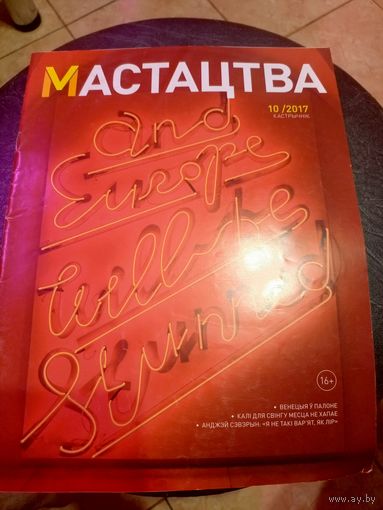 МАСТАЦТВА
10 /2017
КАСТРЫЧНІК
and
Europe
will be
Stunned
16+
• ВЕНЕЦЫЯ Ў ПАЛОНЕ
• КАЛІ ДЛЯ СВІНГУ МЕСЦА НЕ ХАПАЕ
• АНДЖЭЙ СЭВЭРЫН: «Я НЕ ТАКІ ВАР'ЯТ, ЯК ЛІР»
www.ay.by